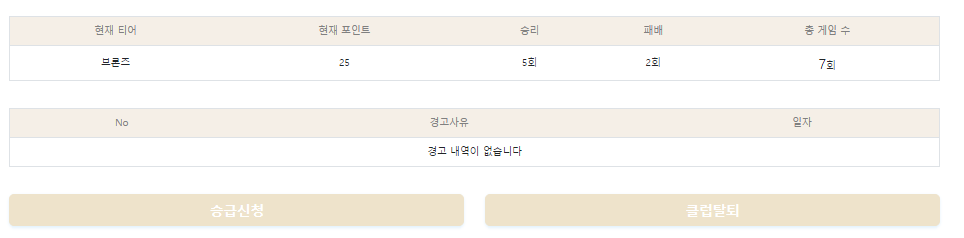 현재 티어 현재 포인트 승리 패배 총 게임 수
브론즈 25 5회 2회 7회
No 경고사유 일자
경고 내역이 없습니다
승급신청 클럽탈퇴